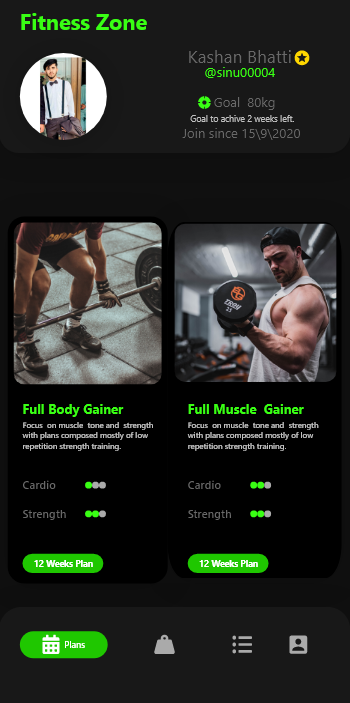 Fitness Zone
Kashan Bhatti
@sinu00004
Goal 80kg
Goal to achive 2 weeks left.
Join since 15\9\2020
Full Body Gainer
Focus on muscle tone and strength
with plans composed mostly of low
repetition strength training.
Cardio
Strength
12 Weeks Plan
Full Muscle Gainer
Focus on muscle tone and strength
with plans composed mostly of low
repetition strength training.
Cardio
Strength
12 Weeks Plan
Plans